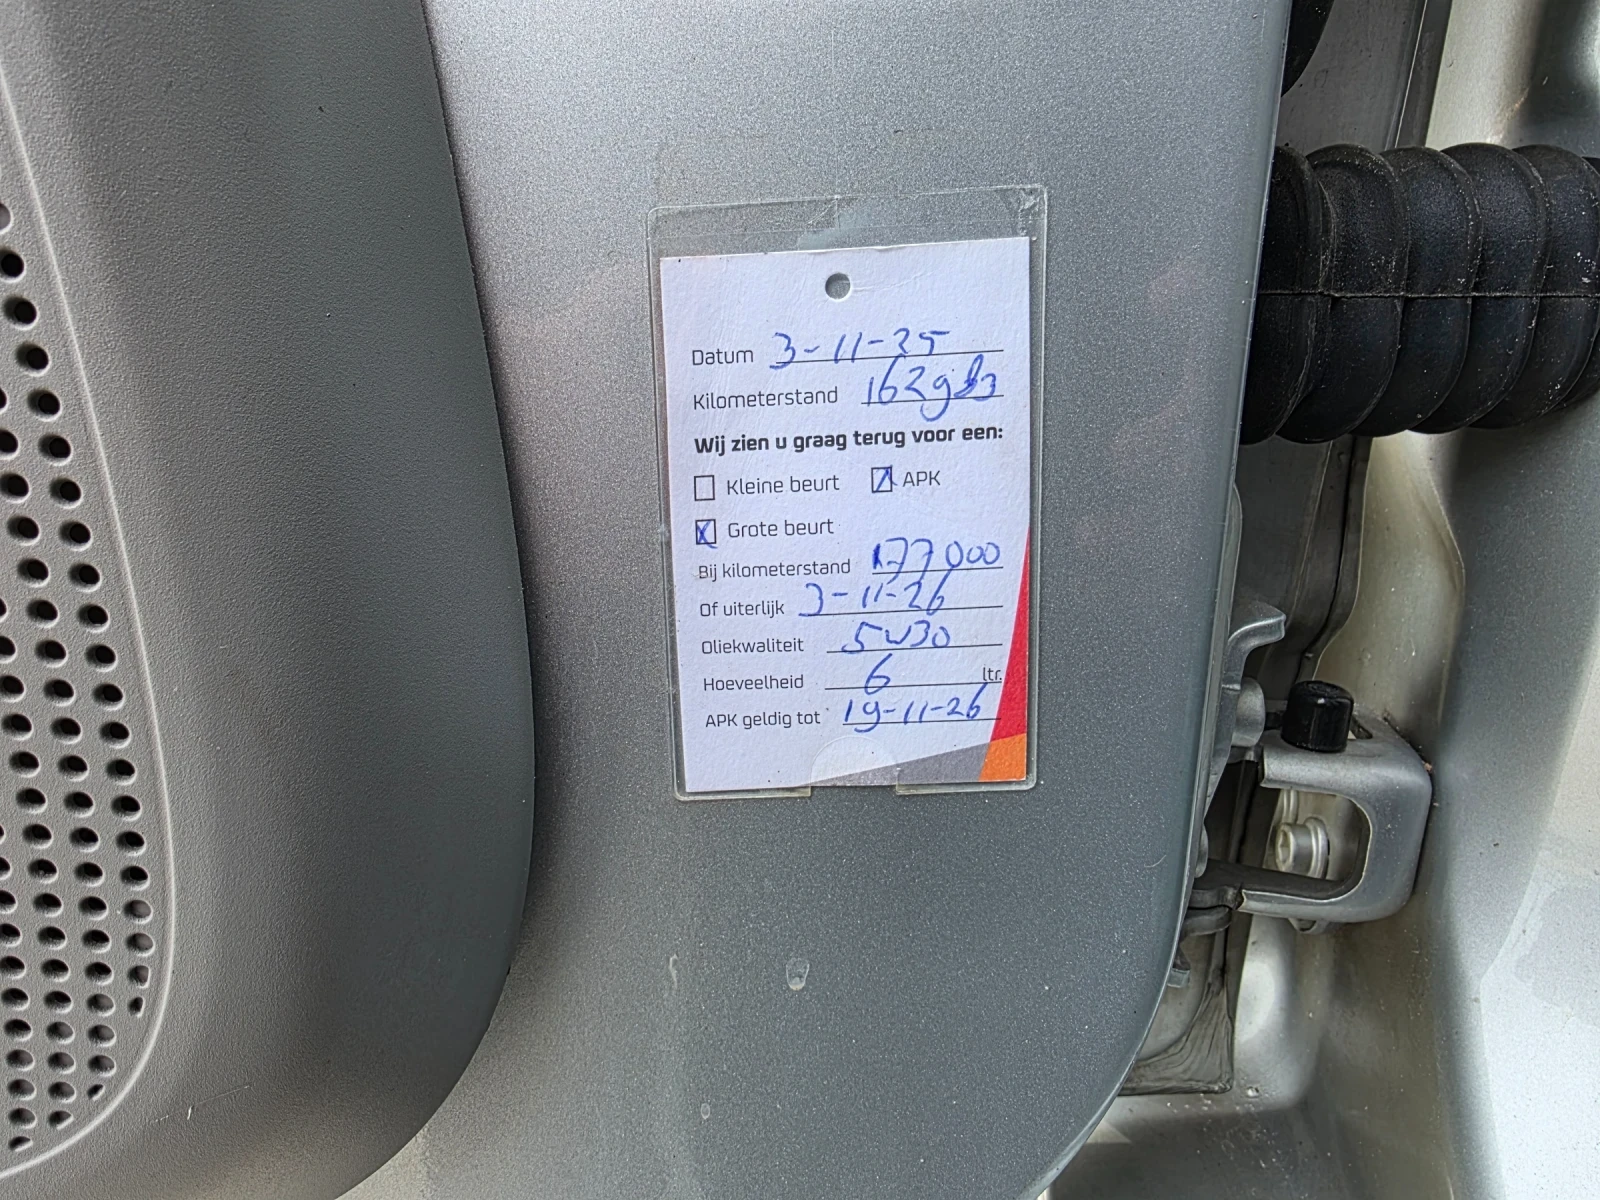 Datum 3-11-25
Kilometerstand
Wij zien u graag terug voor een:
Kleine beurt APK
Grote beurt
Bij kilometerstand 177000
Of uiterlijk 3-11-26
Oliekwaliteit 5w30
Hoeveelheid 6 ltr.
APK geldig tot 19-11-26